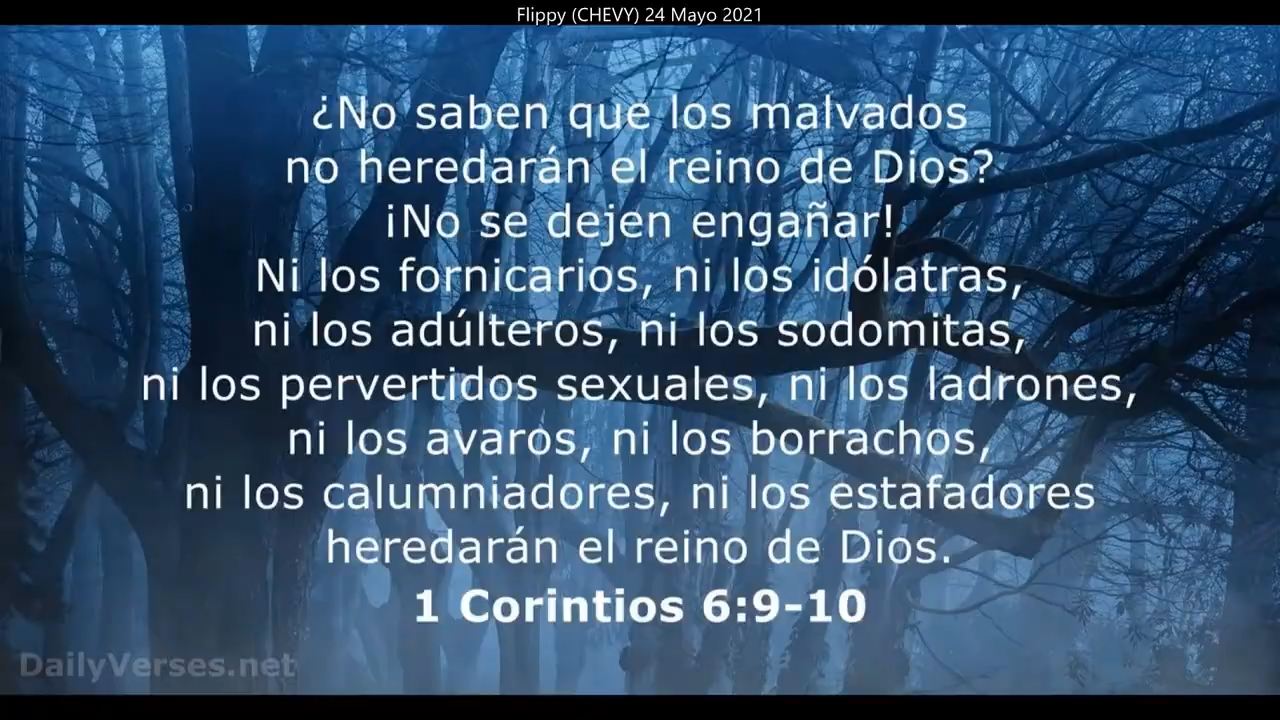 Flippy (CHEVY) 24 Mayo 2021
¿No saben que los malvados
no heredarán el reino de Dios?
¡No se dejen engañar!
Ni los fornicarios, ni los idólatras,
ni los adúlteros, ni los sodomitas,
ni los pervertidos sexuales, ni los ladrones,
ni los avaros, ni los borrachos,
ni los calumniadores, ni los estafadores
heredarán el reino de Dios.
1 Corintios 6:9-10
DailyVerses.net